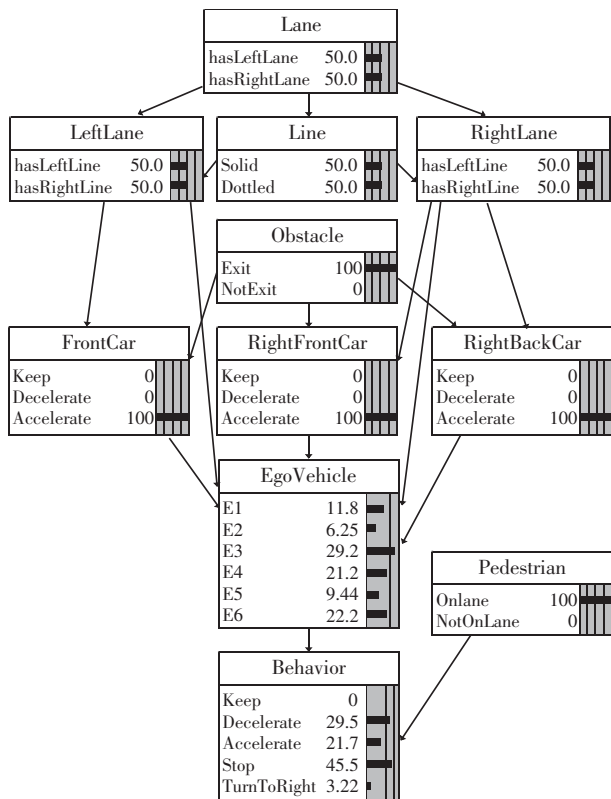 Lane
hasLeftLane 50.0
hasRightLane 50.0
LeftLane
hasLeftLine 50.0
hasRightLine 50.0
Line
Solid 50.0
Dottled 50.0
RightLane
hasLeftLine 50.0
hasRightLine 50.0
Obstacle
Exit 100
NotExit 0
FrontCar
Keep 0
Decelerate 0
Accelerate 100
RightFrontCar
Keep 0
Decelerate 0
Accelerate 100
RightBackCar
Keep 0
Decelerate 0
Accelerate 100
EgoVehicle
E1 11.8
E2 6.25
E3 29.2
E4 21.2
E5 9.44
E6 22.2
Pedestrian
Onlane 100
NotOnLane 0
Behavior
Keep 0
Decelerate 29.5
Accelerate 21.7
Stop 45.5
TurnToRight 3.22